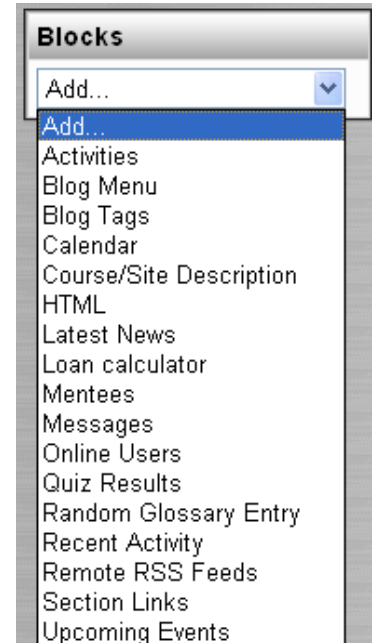 Blocks
Add...
Add...
Activities
Blog Menu
Blog Tags
Calendar
Course/Site Description
HTML
Latest News
Loan calculator
Mentees
Messages
Online Users
Quiz Results
Random Glossary Entry
Recent Activity
Remote RSS Feeds
Section Links
Upcoming Events